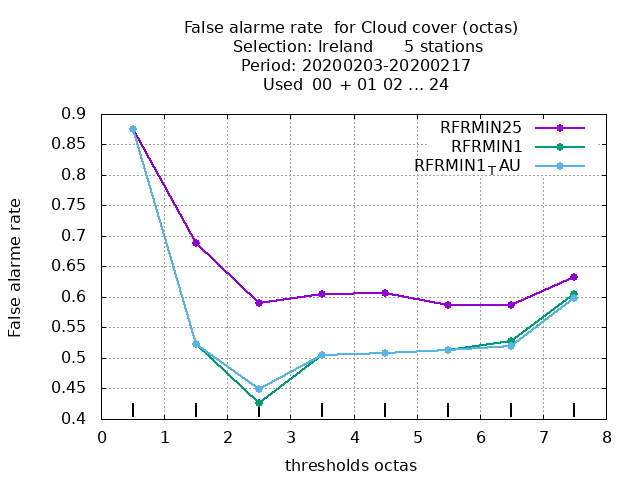 False alarme rate  for Cloud cover (octas)
Selection: Ireland      5 stations
Period: 20200203-20200217
Used  00  + 01 02 ... 24
RFRMIN25
RFRMIN1
RFRMIN1TAU
0.9
0.85
0.8
0.75
0.7
0.65
0.6
0.55
0.5
0.45
0.4
False alarme rate
0 1 2 3 4 5 6 7 8
thresholds octas